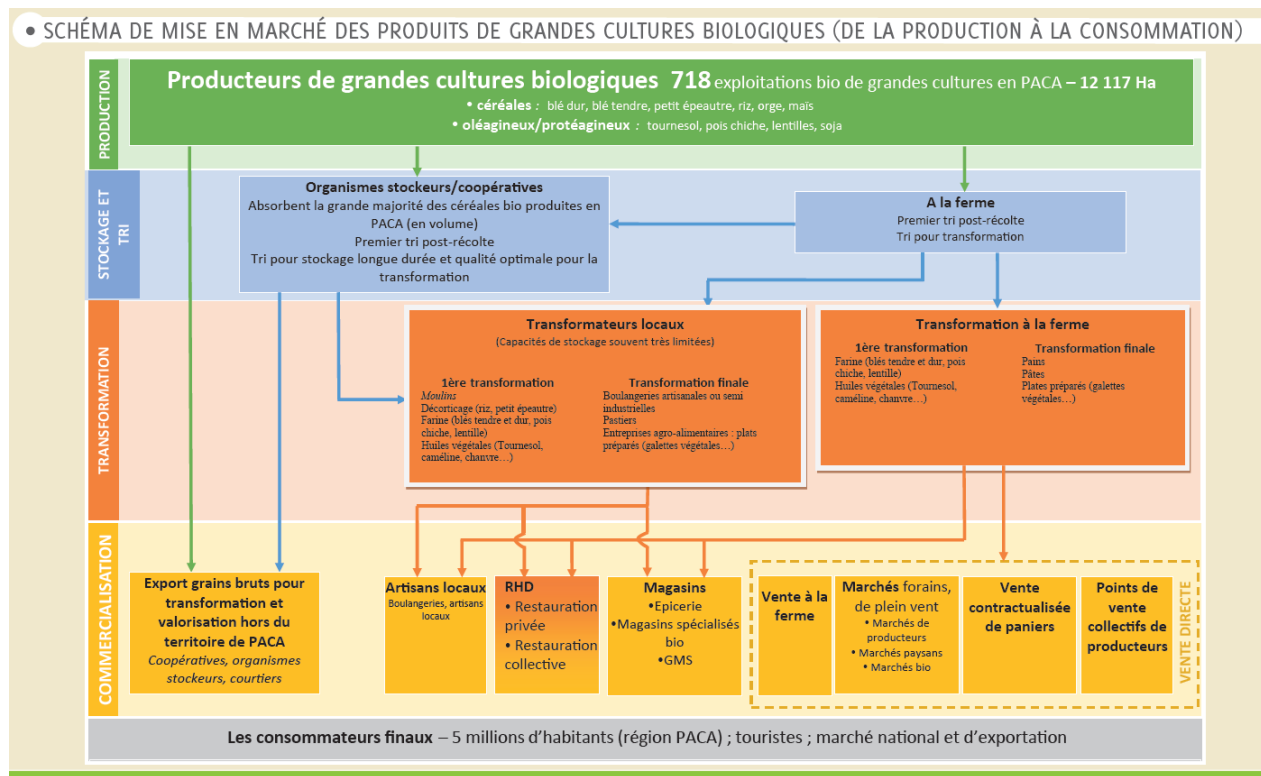 • SCHÉMA DE MISE EN MARCHÉ DES PRODUITS DE GRANDES CULTURES BIOLOGIQUES (DE LA PRODUCTION À LA CONSOMMATION)
PRODUCTION
Producteurs de grandes cultures biologiques 718 exploitations bio de grandes cultures en PACA – 12 117 Ha
• céréales : blé dur, blé tendre, petit épeautre, riz, orge, maïs
• oléagineux/protéagineux : tournesol, pois chiche, lentilles, soja
STOCKAGE ET
TRI
Organismes stockeurs/coopératives
Absorbent la grande majorité des céréales bio produites en
PACA (en volume)
Premier tri post-récolte
Tri pour stockage longue durée et qualité optimale pour la
transformation
A la ferme
Premier tri post-récolte
Tri pour transformation
TRANSFORMATION
Transformateurs locaux
(Capacités de stockage souvent très limitées)
1ère transformation
Moulins
Décorticage (riz, petit épeautre)
Farine (blés tendre et dur, pois
chiche, lentille)
Huiles végétales (Tournesol,
caméline, chanvre…)
Transformation finale
Boulangeries artisanales ou semi
industrielles
Pastiers
Entreprises agro-alimentaires : plats
préparés (galettes végétales…)
Transformation à la ferme
1ère transformation
Farine (blés tendre et dur, pois
chiche, lentille)
Huiles végétales (Tournesol,
caméline, chanvre…)
Transformation finale
Pains
Pâtes
Plats préparés (galettes
végétales…)
COMMERCIALISATION
Export grains bruts pour
transformation et
valorisation hors du
territoire de PACA
Coopératives, organismes
stockeurs, courtiers
Artisans locaux
Boulangeries, artisans
locaux
RHD
• Restauration
privée
• Restauration
collective
Magasins
•Epicerie
•Magasins spécialisés
bio
•GMS
Vente à la
ferme
Marchés forains,
de plein vent
• Marchés de
producteurs
• Marchés paysans
• Marchés bio
Vente
contractualisée
de paniers
Points de
vente
collectifs de
producteurs
VENTE DIRECTE
Les consommateurs finaux – 5 millions d'habitants (région PACA) ; touristes ; marché national et d'exportation